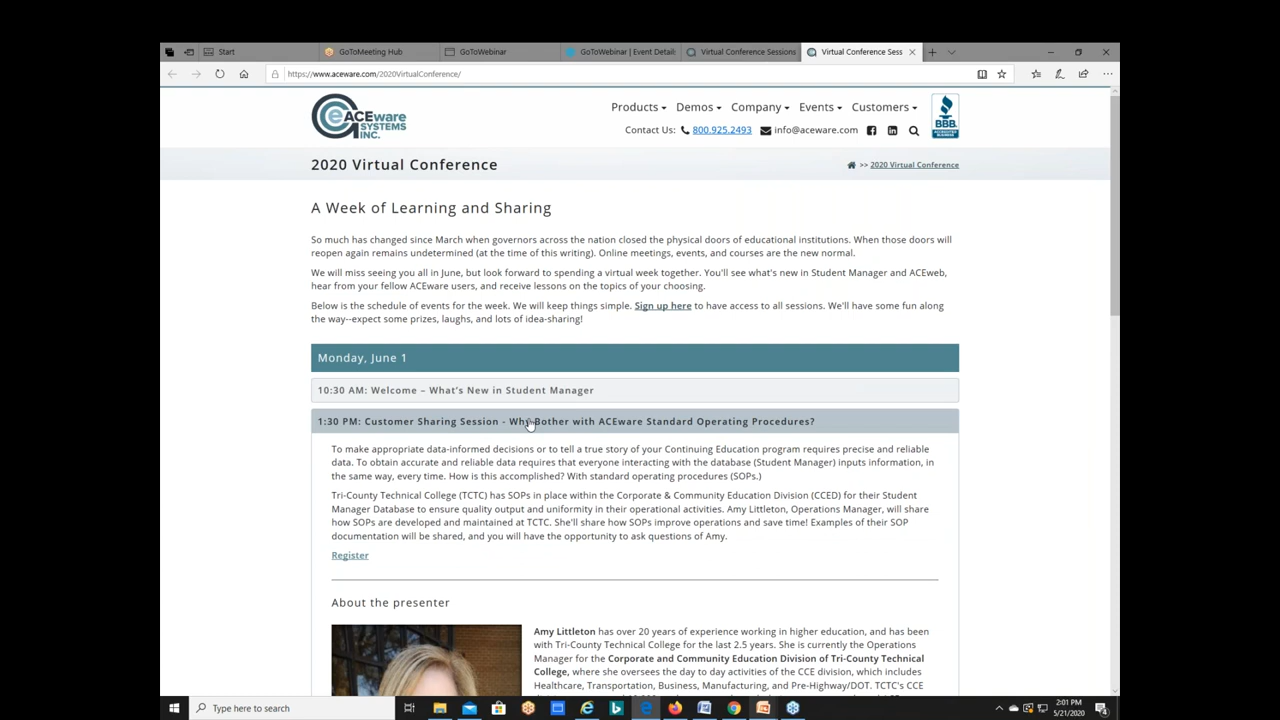 Start
GoToMeeting Hub
GoToWebinar
GoToWebinar | Event Details
Virtual Conference Sessions
Virtual Conference Sess
https://www.aceware.com/2020VirtualConference/
eACEware
SYSTEMS
INC.
Products Demos Company Events Customers
BBB.
ACCREDITED
BUSINESS
Contact Us: 800.925.2493 info@aceware.com
2020 Virtual Conference
>> 2020 Virtual Conference
A Week of Learning and Sharing
So much has changed since March when governors across the nation closed the physical doors of educational institutions. When those doors will
reopen again remains undetermined (at the time of this writing). Online meetings, events, and courses are the new normal.
We will miss seeing you all in June, but look forward to spending a virtual week together. You'll see what's new in Student Manager and ACEweb,
hear from your fellow ACEware users, and receive lessons on the topics of your choosing.
Below is the schedule of events for the week. We will keep things simple. Sign up here to have access to all sessions. We'll have some fun along
the way--expect some prizes, laughs, and lots of idea-sharing!
Monday, June 1
10:30 AM: Welcome – What's New in Student Manager
1:30 PM: Customer Sharing Session - Why Bother with ACEware Standard Operating Procedures?
To make appropriate data-informed decisions or to tell a true story of your Continuing Education program requires precise and reliable
data. To obtain accurate and reliable data requires that everyone interacting with the database (Student Manager) inputs information, in
the same way, every time. How is this accomplished? With standard operating procedures (SOPs.)
Tri-County Technical College (TCTC) has SOPs in place within the Corporate & Community Education Division (CCED) for their Student
Manager Database to ensure quality output and uniformity in their operational activities. Amy Littleton, Operations Manager, will share
how SOPs are developed and maintained at TCTC. She'll share how SOPs improve operations and save time! Examples of their SOP
documentation will be shared, and you will have the opportunity to ask questions of Amy.
Register
About the presenter
Amy Littleton has over 20 years of experience working in higher education, and has been
with Tri-County Technical College for the last 2.5 years. She is currently the Operations
Manager for the Corporate and Community Education Division of Tri-County Technical
College, where she oversees the day to day activities of the CCE division, which includes
Healthcare, Transportation, Business, Manufacturing, and Pre-Highway/DOT. TCTC's CCE
Type here to search
2:01 PM
5/21/2020